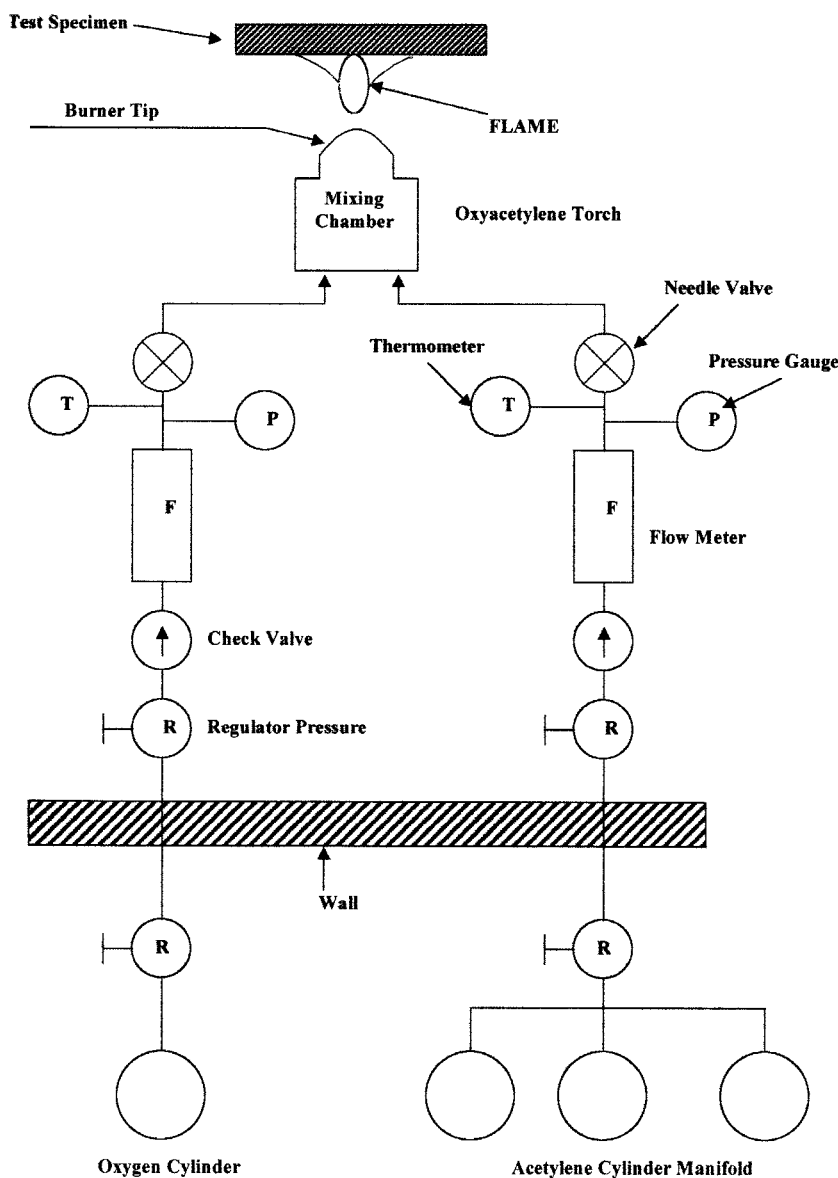 Test Specimen
FLAME
Burner Tip
Mixing
Chamber
Oxyacetylene Torch
Needle Valve
Thermometer
Pressure Gauge
T
P
T
P
F
F
Flow Meter
Check Valve
R
Regulator Pressure
R
Wall
R
R
Oxygen Cylinder
Acetylene Cylinder Manifold